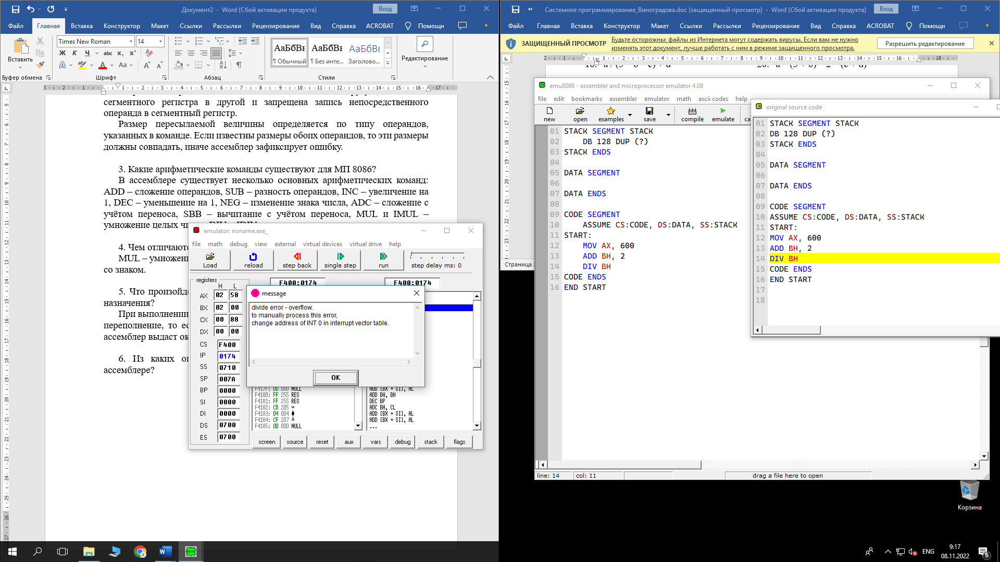 Документ2 - Word (Сбой активации продукта)
Вход
Файл Главная Вставка Конструктор Макет Ссылки Рассылки Рецензирование Вид Справка ACROBAT Помощн
Вставить
Times New Roman 14
Ж К Ч abc x₂ x²
Aa
АаБбВв АаБбВв АаБбВв
¶ Обычный ¶ Без инте... Заголово...
Редактирование
Буфер обмена Шрифт Абзац Стили
сегментного регистра в другой и запрещена запись непосредственного
операнда в сегментный регистр.
Размер пересылаемой величины определяется по типу операндов,
указанных в команде. Если известны размеры обоих операндов, то эти размеры
должны совпадать, иначе ассемблер зафиксирует ошибку.
3. Какие арифметические команды существуют для МП 8086?
В ассемблере существует несколько основных арифметических команд:
ADD – сложение операндов, SUB – разность операндов, INC – увеличение на
1, DEC – уменьшение на 1, NEG – изменение знака числа, ADC – сложение с
учётом переноса, SBB – вычитание с учётом переноса, MUL и IMUL –
умножение целых
4. Чем отличаются
MUL – умножени
со знаком.
5. Что произойде
назначения?
При выполнении
переполнение, то ес
ассемблер выдаст
6. Из каких
ассемблере?
emulator: noname.exe_
file math debug view external virtual devices virtual drive help
Load reload step back single step run step delay ms: 0
registers
F400:0174 F400:0174
H L
AX 02 58
BX 02 00
CX 00 88
DX 00 00
CS F400
IP 0174
SS 0710
SP 007A
BP 0000
SI 0000
DI 0000
DS 0700
ES 0700
message
divide error - overflow.
to manually process this error,
change address of INT 0 in interrupt vector table.
OK
F417F: 00 000 NULL ADD [BX + SI], AL
F4180: FF 255 RES ADD BH, BH
F4181: FF 255 RES DEC BP
F4182: CD 205 = ADC BH, CL
F4183: 04 004 ♦ ADD [BX + SI], AL
F4184: CF 207 ╧ ADD [BX + SI], AL
F4185: 00 000 NULL ...
screen source reset aux vars debug stack flags
Системное программирование_Виноградова.doc (защищенный просмотр) - Word (Сбой активации продукта)
Вход
Файл Главная Вставка Конструктор Макет Ссылки Рассылки Рецензирование Вид Справка ACROBAT Помощн
ЗАЩИЩЕННЫЙ ПРОСМОТР Будьте осторожны: файлы из Интернета могут содержать вирусы. Если вам не нужно
изменять этот документ, лучше работать с ним в режиме защищенного просмотра.
Разрешить редактирование
Страница
emu8086 - assembler and microprocessor emulator 4.08
file edit bookmarks assembler emulator math ascii codes help
new open examples save compile emulate ca
01 STACK SEGMENT STACK
02 DB 128 DUP (?)
03 STACK ENDS
04
05 DATA SEGMENT
06
07 DATA ENDS
08
09 CODE SEGMENT
10 ASSUME CS:CODE, DS:DATA, SS:STACK
11 START:
12 MOV AX, 600
13 ADD BH, 2
14 DIV BH
15 CODE ENDS
16 END START
line: 14 col: 11 drag a file here to open
original source code
01 STACK SEGMENT STACK
02 DB 128 DUP (?)
03 STACK ENDS
04
05 DATA SEGMENT
06
07 DATA ENDS
08
09 CODE SEGMENT
10 ASSUME CS:CODE, DS:DATA, SS:STACK
11 START:
12 MOV AX, 600
13 ADD BH, 2
14 DIV BH
15 CODE ENDS
16 END START
17
18
Корзина
ENG
9:17
08.11.2022
6